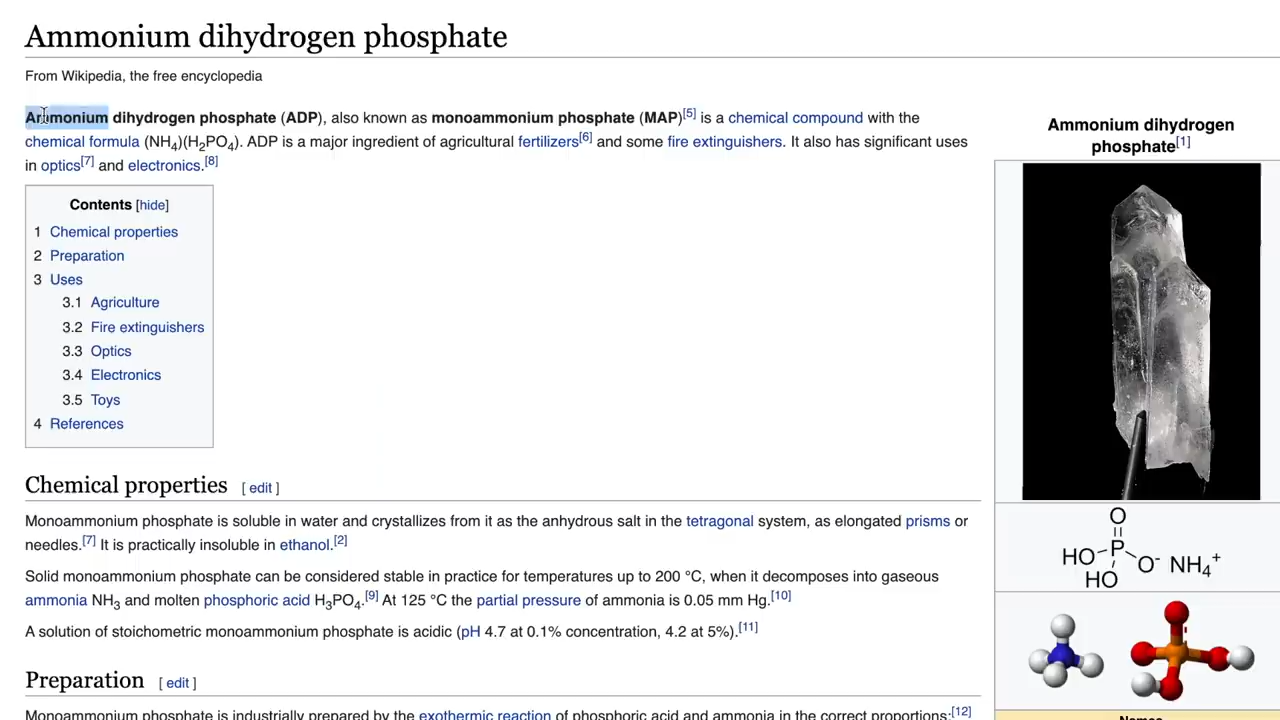 Ammonium dihydrogen phosphate
From Wikipedia, the free encyclopedia
Ammonium dihydrogen phosphate (ADP), also known as monoammonium phosphate (MAP)[5] is a chemical compound with the
chemical formula (NH4)(H2PO4). ADP is a major ingredient of agricultural fertilizers[6] and some fire extinguishers. It also has significant uses
in optics[7] and electronics.[8]
Contents [hide]
1 Chemical properties
2 Preparation
3 Uses
3.1 Agriculture
3.2 Fire extinguishers
3.3 Optics
3.4 Electronics
3.5 Toys
4 References
Chemical properties [ edit ]
Monoammonium phosphate is soluble in water and crystallizes from it as the anhydrous salt in the tetragonal system, as elongated prisms or
needles.[7] It is practically insoluble in ethanol.[2]
Solid monoammonium phosphate can be considered stable in practice for temperatures up to 200 °C, when it decomposes into gaseous
ammonia NH3 and molten phosphoric acid H3PO4.[9] At 125 °C the partial pressure of ammonia is 0.05 mm Hg.[10]
A solution of stoichometric monoammonium phosphate is acidic (pH 4.7 at 0.1% concentration, 4.2 at 5%).[11]
Preparation [ edit ]
Monoammonium phosphate is industrially prepared by the exothermic reaction of phosphoric acid and ammonia in the correct proportions:[12]
Ammonium dihydrogen
phosphate[1]
O
HO P O- NH4+
HO
Names